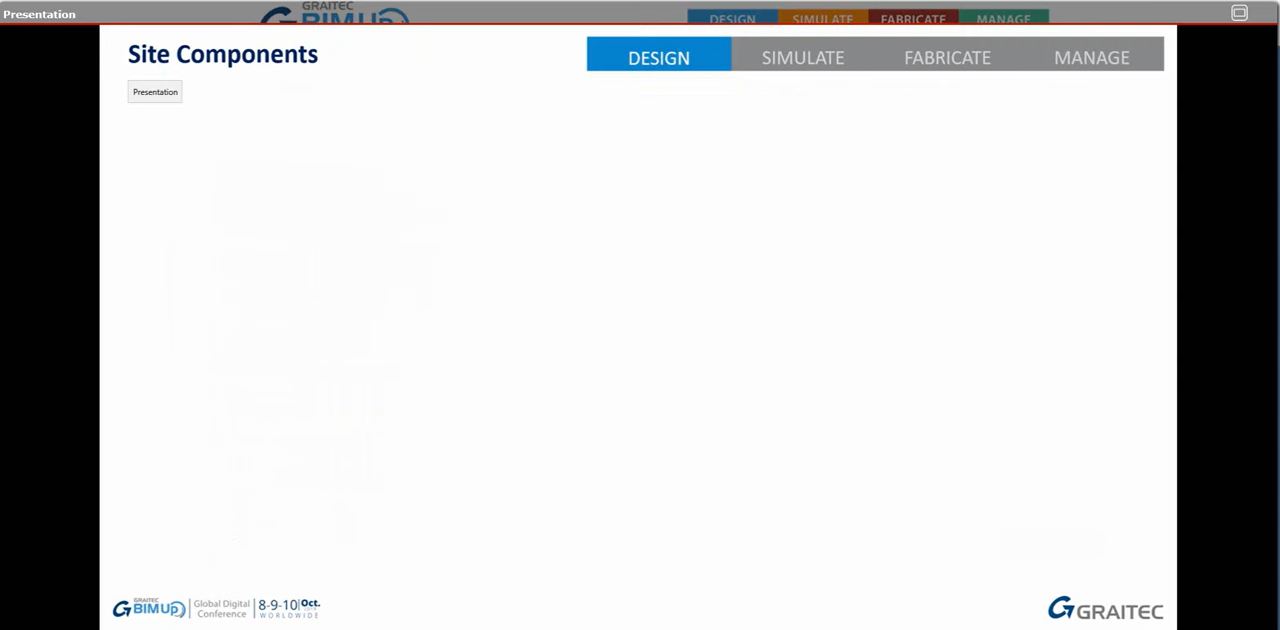 Presentation
GRAITEC
BIMUp
DESIGN SIMULATE FABRICATE MANAGE
Site Components
DESIGN SIMULATE FABRICATE MANAGE
Presentation
GRAITEC
BIMUp
Global Digital
Conference
8-9-10 Oct.
WORLDWIDE
GRAITEC